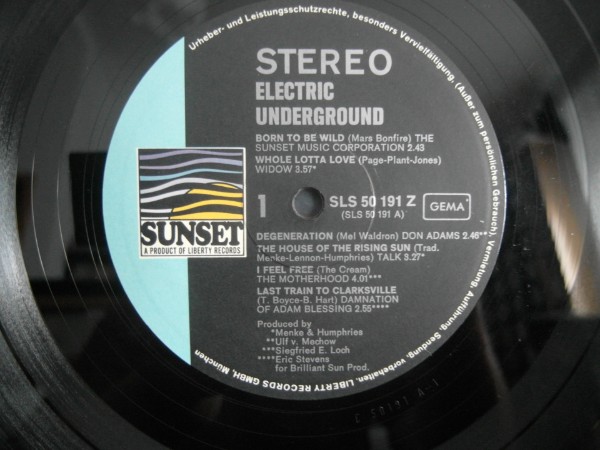 STEREO
ELECTRIC
UNDERGROUND
BORN TO BE WILD (Mars Bonfire) THE
SUNSET MUSIC CORPORATION 2.43
WHOLE LOTTA LOVE (Page-Plant-Jones)
WIDOW 3.57*
1
SLS 50 191 Z
(SLS 50 191 A)
GEMA
SUNSET
A PRODUCT OF LIBERTY RECORDS
DEGENERATION (Mel Waldron) DON ADAMS 2.46**
THE HOUSE OF THE RISING SUN (Trad.
Menke-Lennon-Humphries) TALK 3.27*
I FEEL FREE (The Cream)
THE MOTHERHOOD 4.01***
LAST TRAIN TO CLARKSVILLE
(T. Boyce-B. Hart) DAMNATION
OF ADAM BLESSING 2.55****
Produced by
*Menke & Humphries
**Ulf v. Mechow
***Siegfried E. Loch
****Eric Stevens
for Brilliant Sun Prod.
Urheber- und Leistungsschutzrechte, besonders Vervielfältigung, (Außer zum persönlichen Gebrauch), Vermietung, Aufführung, Sendung, vorbehalten. LIBERTY RECORDS GMBH, München